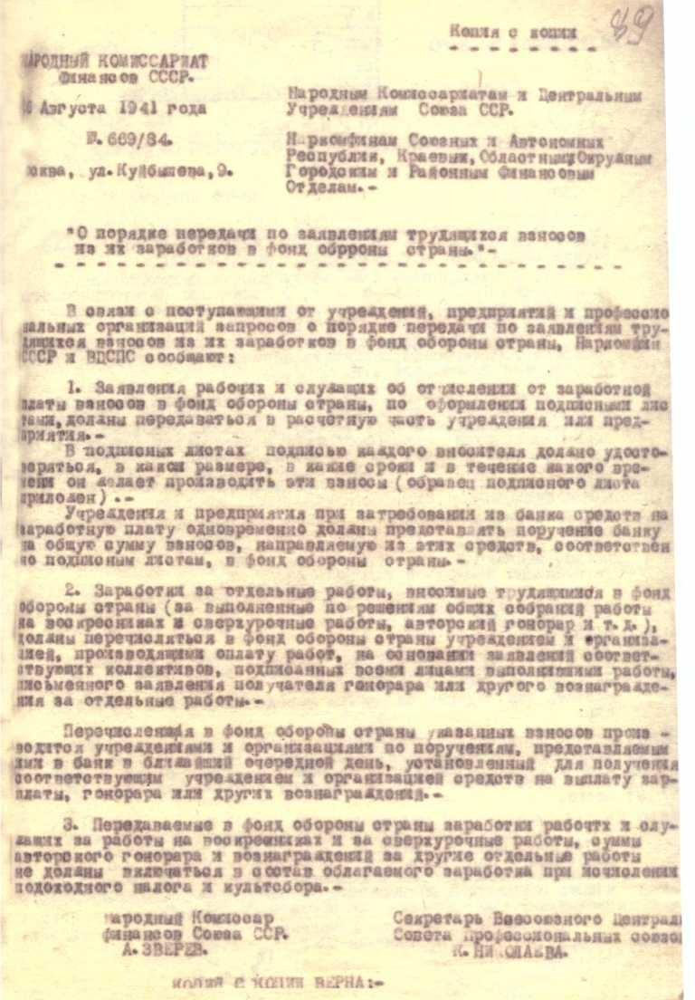 Копия с копии
89
НАРОДНЫЙ КОМИССАРИАТ
Финансов СССР.
Августа 1941 года
№.669/84.
ква, ул.Куйбышева,9.
Народным Комиссариатам и Центральным
Учреждениям Союза ССР.
Наркомфинам Союзных и Автономных
Республик, Краевым, Областным, Окружным
Городским и Районным Финансовым
Отделам.-
"О порядке передачи по заявлениям трудящихся взносов
из их заработков в фонд обороны страны."-
В связи с поступающими от учреждений, предприятий и профессио
нальных организаций запросов о порядке передачи по заявлениям тру-
дящихся взносов из их заработков в фонд обороны страны, Наркомфин
СССР и ВЦСПС сообщают:
1. Заявления рабочих и служащих об отчислении от заработной
платы взносов в фонд обороны страны, по оформлении подписными лис
тами, должны передаваться в расчетную часть учреждения или пред-
приятия.-
В подписных листах подписью каждого вносителя должно удосто-
веряться, в каком размере, в какие сроки и в течение какого вре-
мени он желает производить эти взносы (образец подписного листа
приложен).-
Учреждения и предприятия при затребовании из банка средств на
заработную плату одновременно должны представлять поручение банку
на общую сумму взносов, направляемую из этих средств, соответствен
но подписным листам, в фонд обороны страны.-
2. Заработки за отдельные работы, вносимые трудящимися в фонд
обороны страны (за выполненные по решениям общих собраний работы
на воскресниках и сверхурочные работы, авторский гонорар и т.д.),
должны перечисляться в фонд обороны страны учреждением и организа-
цией, производящими оплату работ, на основании заявлений соответ-
ствующих коллективов, подписанных всеми лицами выполнившими работы,
письменного заявления получателя гонорара или другого вознагражде-
ния за отдельные работы.-
Перечисления в фонд обороны страны указанных взносов произ -
водится учреждениями и организациями по поручениям, представляемым
ими в банк в ближайший очередной день, установленный для получения
соответствующим учреждением и организацией средств на выплату зар-
платы, гонорара или других вознаграждений.-
3. Передаваемые в фонд обороны страны заработки рабочтх и слу-
жащих за работы на воскресниках и за сверхурочные работы, суммы
авторского гонорара и вознаграждений за другие отдельные работы
не должны включаться в состав облагаемого заработка при исчислении
подоходного налога и культсбора.-
Народный Комиссар
финансов Союза ССР.
А.ЗВЕРЕВ.
Секретарь Всесоюзного Централь
Совета Профессиональных союзо
К.НИКОЛАЕВА.
КОПИЙ С КОПИИ ВЕРНА:-